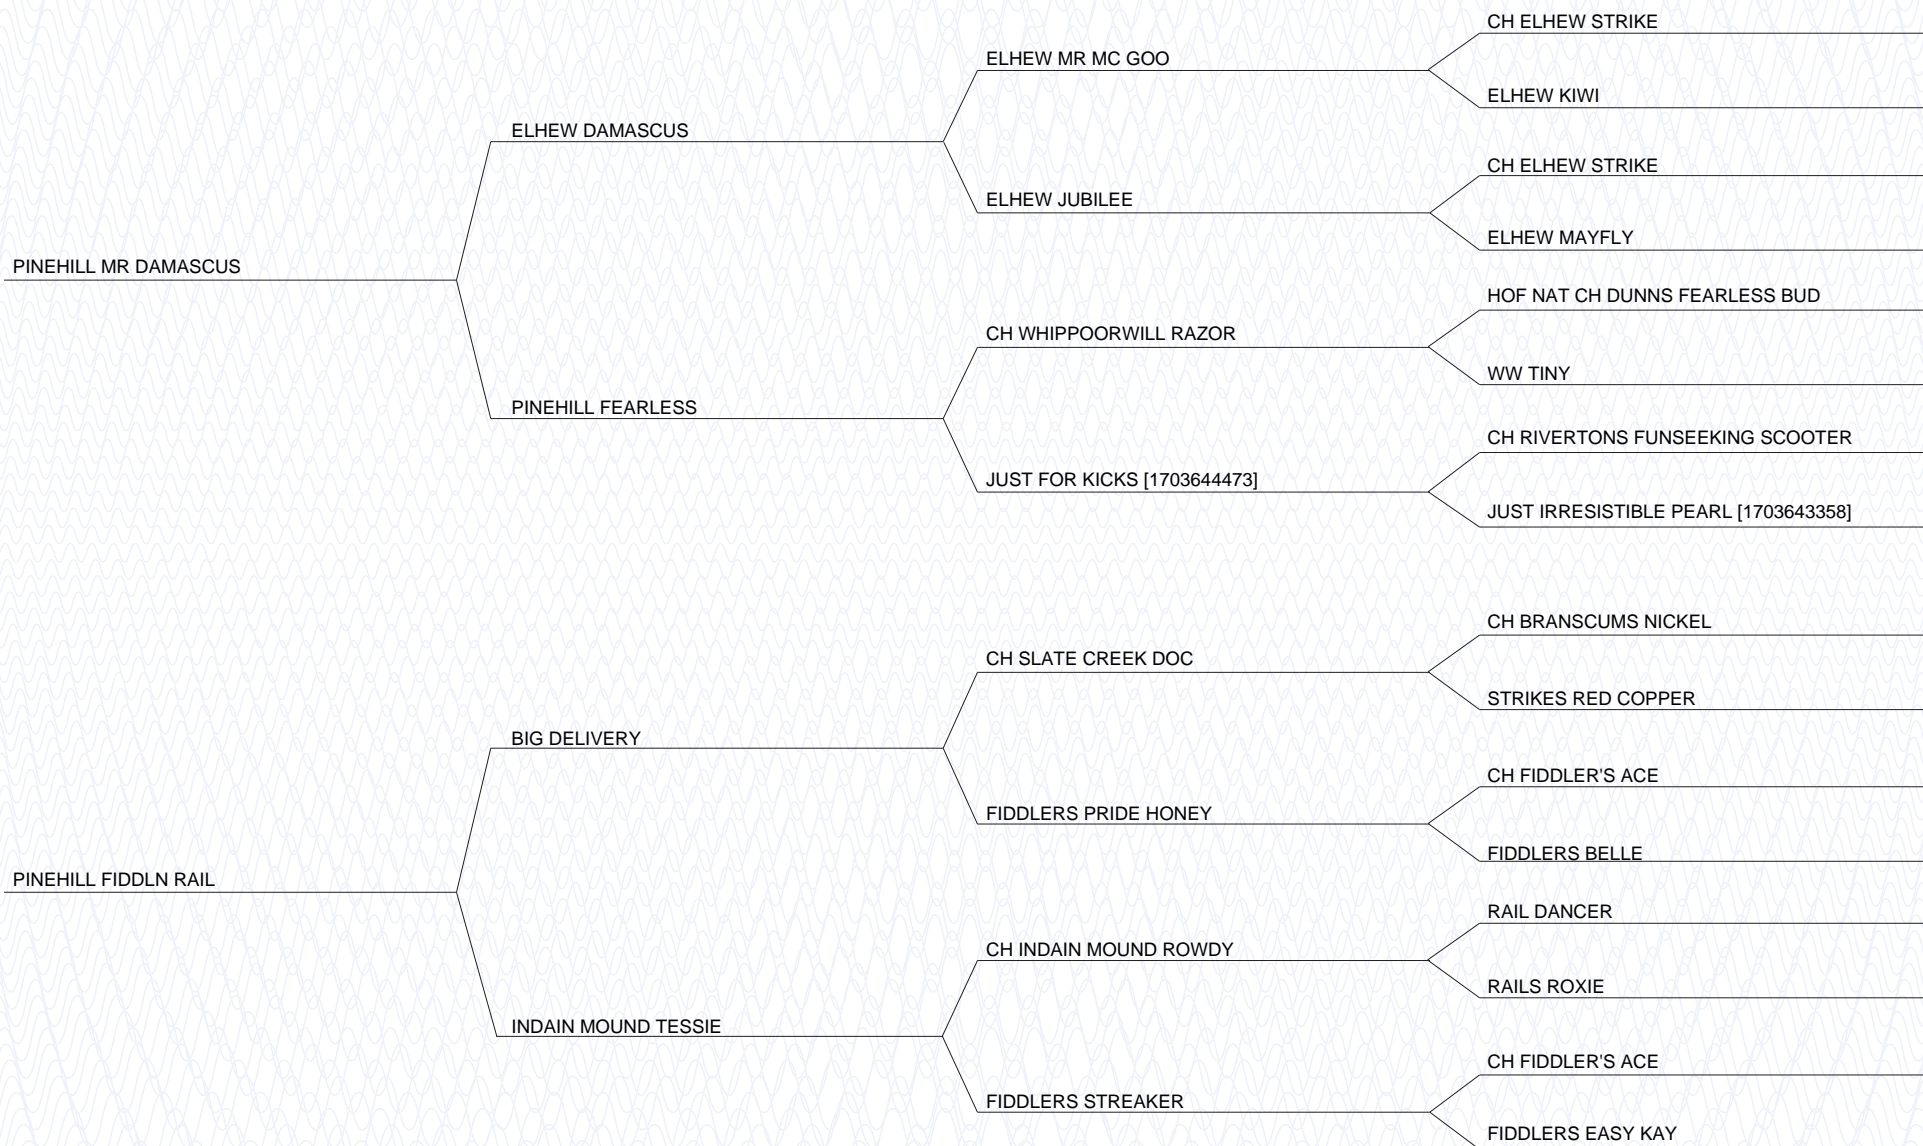 CH ELHEW STRIKE
ELHEW MR MC GOO
ELHEW KIWI
ELHEW DAMASCUS
CH ELHEW STRIKE
ELHEW JUBILEE
ELHEW MAYFLY
PINEHILL MR DAMASCUS
HOF NAT CH DUNNS FEARLESS BUD
CH WHIPPOORWILL RAZOR
WW TINY
PINEHILL FEARLESS
CH RIVERTONS FUNSEEKING SCOOTER
JUST FOR KICKS [1703644473]
JUST IRRESISTIBLE PEARL [1703643358]
CH BRANSCUMS NICKEL
CH SLATE CREEK DOC
STRIKES RED COPPER
BIG DELIVERY
CH FIDDLER'S ACE
FIDDLERS PRIDE HONEY
FIDDLERS BELLE
PINEHILL FIDDLN RAIL
RAIL DANCER
CH INDAIN MOUND ROWDY
RAILS ROXIE
INDAIN MOUND TESSIE
CH FIDDLER'S ACE
FIDDLERS STREAKER
FIDDLERS EASY KAY